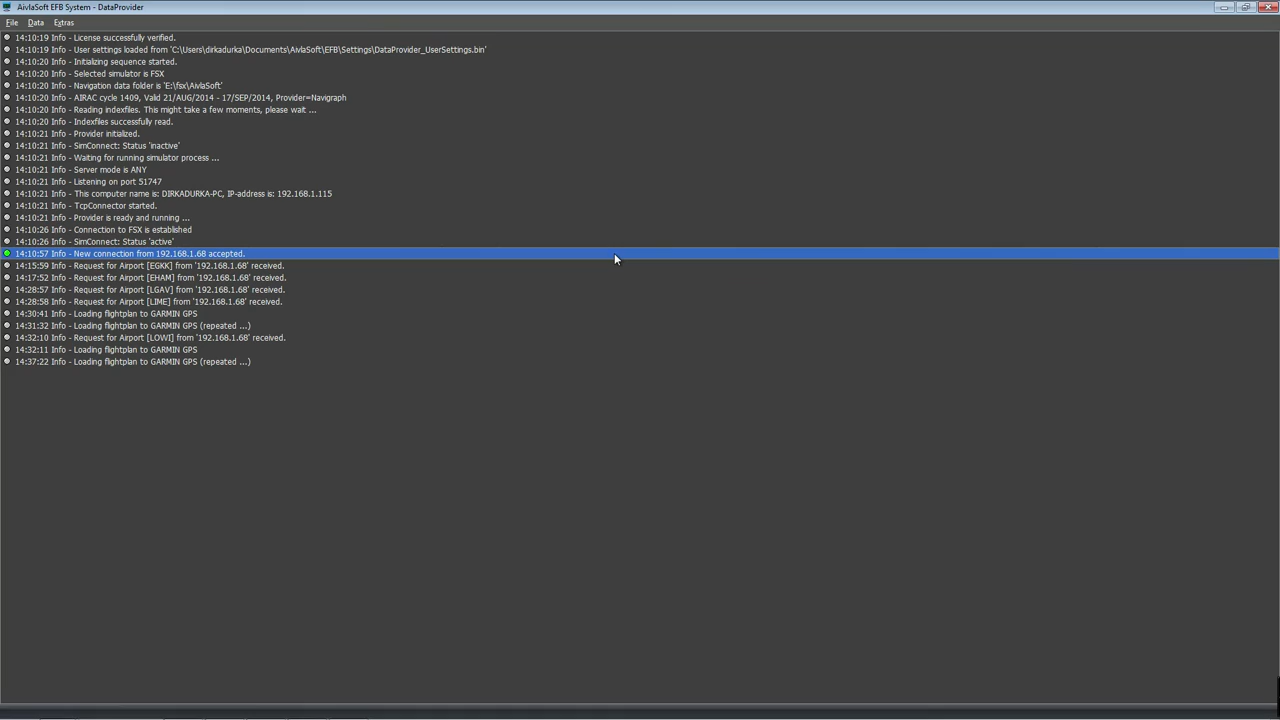 AivlaSoft EFB System - DataProvider
File Data Extras
14:10:19 Info - License successfully verified.
14:10:19 Info - User settings loaded from 'C:\Users\dirkadurka\Documents\AivlaSoft\EFB\Settings\DataProvider_UserSettings.bin'
14:10:20 Info - Initializing sequence started.
14:10:20 Info - Selected simulator is FSX
14:10:20 Info - Navigation data folder is 'E:\fsx\AivlaSoft'
14:10:20 Info - AIRAC cycle 1409, Valid 21/AUG/2014 - 17/SEP/2014, Provider=Navigraph
14:10:20 Info - Reading indexfiles. This might take a few moments, please wait ...
14:10:20 Info - Indexfiles successfully read.
14:10:21 Info - Provider initialized.
14:10:21 Info - SimConnect: Status 'inactive'
14:10:21 Info - Waiting for running simulator process ...
14:10:21 Info - Server mode is ANY
14:10:21 Info - Listening on port 51747
14:10:21 Info - This computer name is: DIRKADURKA-PC, IP-address is: 192.168.1.115
14:10:21 Info - TcpConnector started.
14:10:21 Info - Provider is ready and running ...
14:10:26 Info - Connection to FSX is established
14:10:26 Info - SimConnect: Status 'active'
14:10:57 Info - New connection from 192.168.1.68 accepted.
14:15:59 Info - Request for Airport [EGKK] from '192.168.1.68' received.
14:17:52 Info - Request for Airport [EHAM] from '192.168.1.68' received.
14:28:57 Info - Request for Airport [LGAV] from '192.168.1.68' received.
14:28:58 Info - Request for Airport [LIME] from '192.168.1.68' received.
14:30:41 Info - Loading flightplan to GARMIN GPS
14:31:32 Info - Loading flightplan to GARMIN GPS (repeated ...)
14:32:10 Info - Request for Airport [LOWI] from '192.168.1.68' received.
14:32:11 Info - Loading flightplan to GARMIN GPS
14:37:22 Info - Loading flightplan to GARMIN GPS (repeated ...)